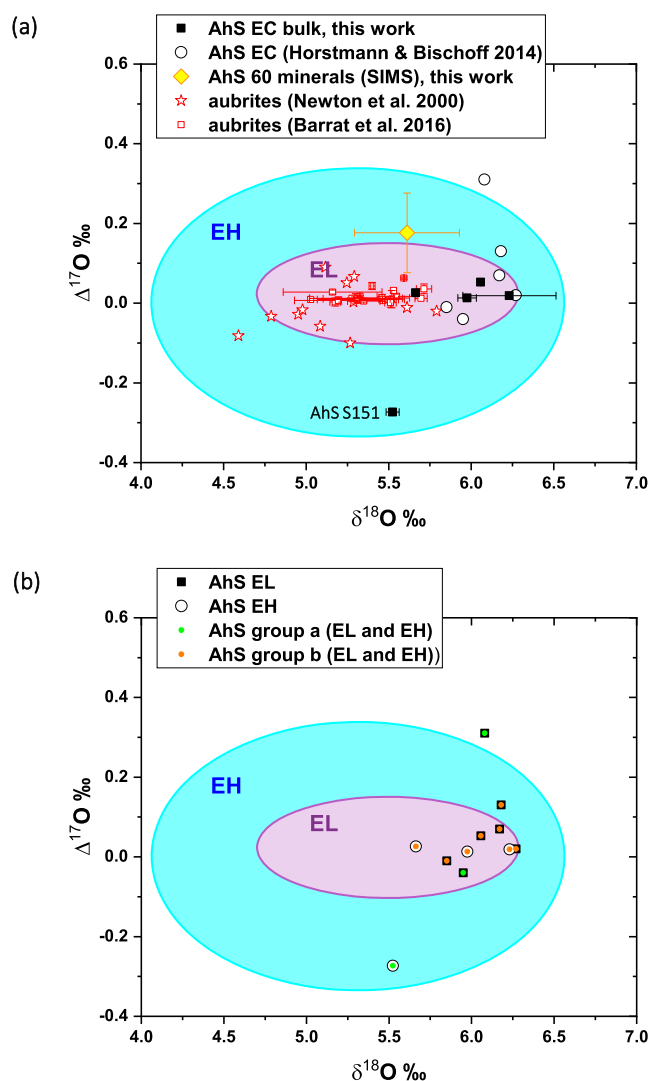 (a)
AhS EC bulk, this work
AhS EC (Horstmann & Bischoff 2014)
AhS 60 minerals (SIMS), this work
aubrites (Newton et al. 2000)
aubrites (Barrat et al. 2016)
0.6
0.4
0.2
0.0
-0.2
-0.4
Δ¹⁷O ‰
EH
EL
AhS S151
4.0 4.5 5.0 5.5 6.0 6.5 7.0
δ¹⁸O ‰
(b)
AhS EL
AhS EH
AhS group a (EL and EH)
AhS group b (EL and EH))
0.6
0.4
0.2
0.0
-0.2
-0.4
Δ¹⁷O ‰
EH
EL
4.0 4.5 5.0 5.5 6.0 6.5 7.0
δ¹⁸O ‰